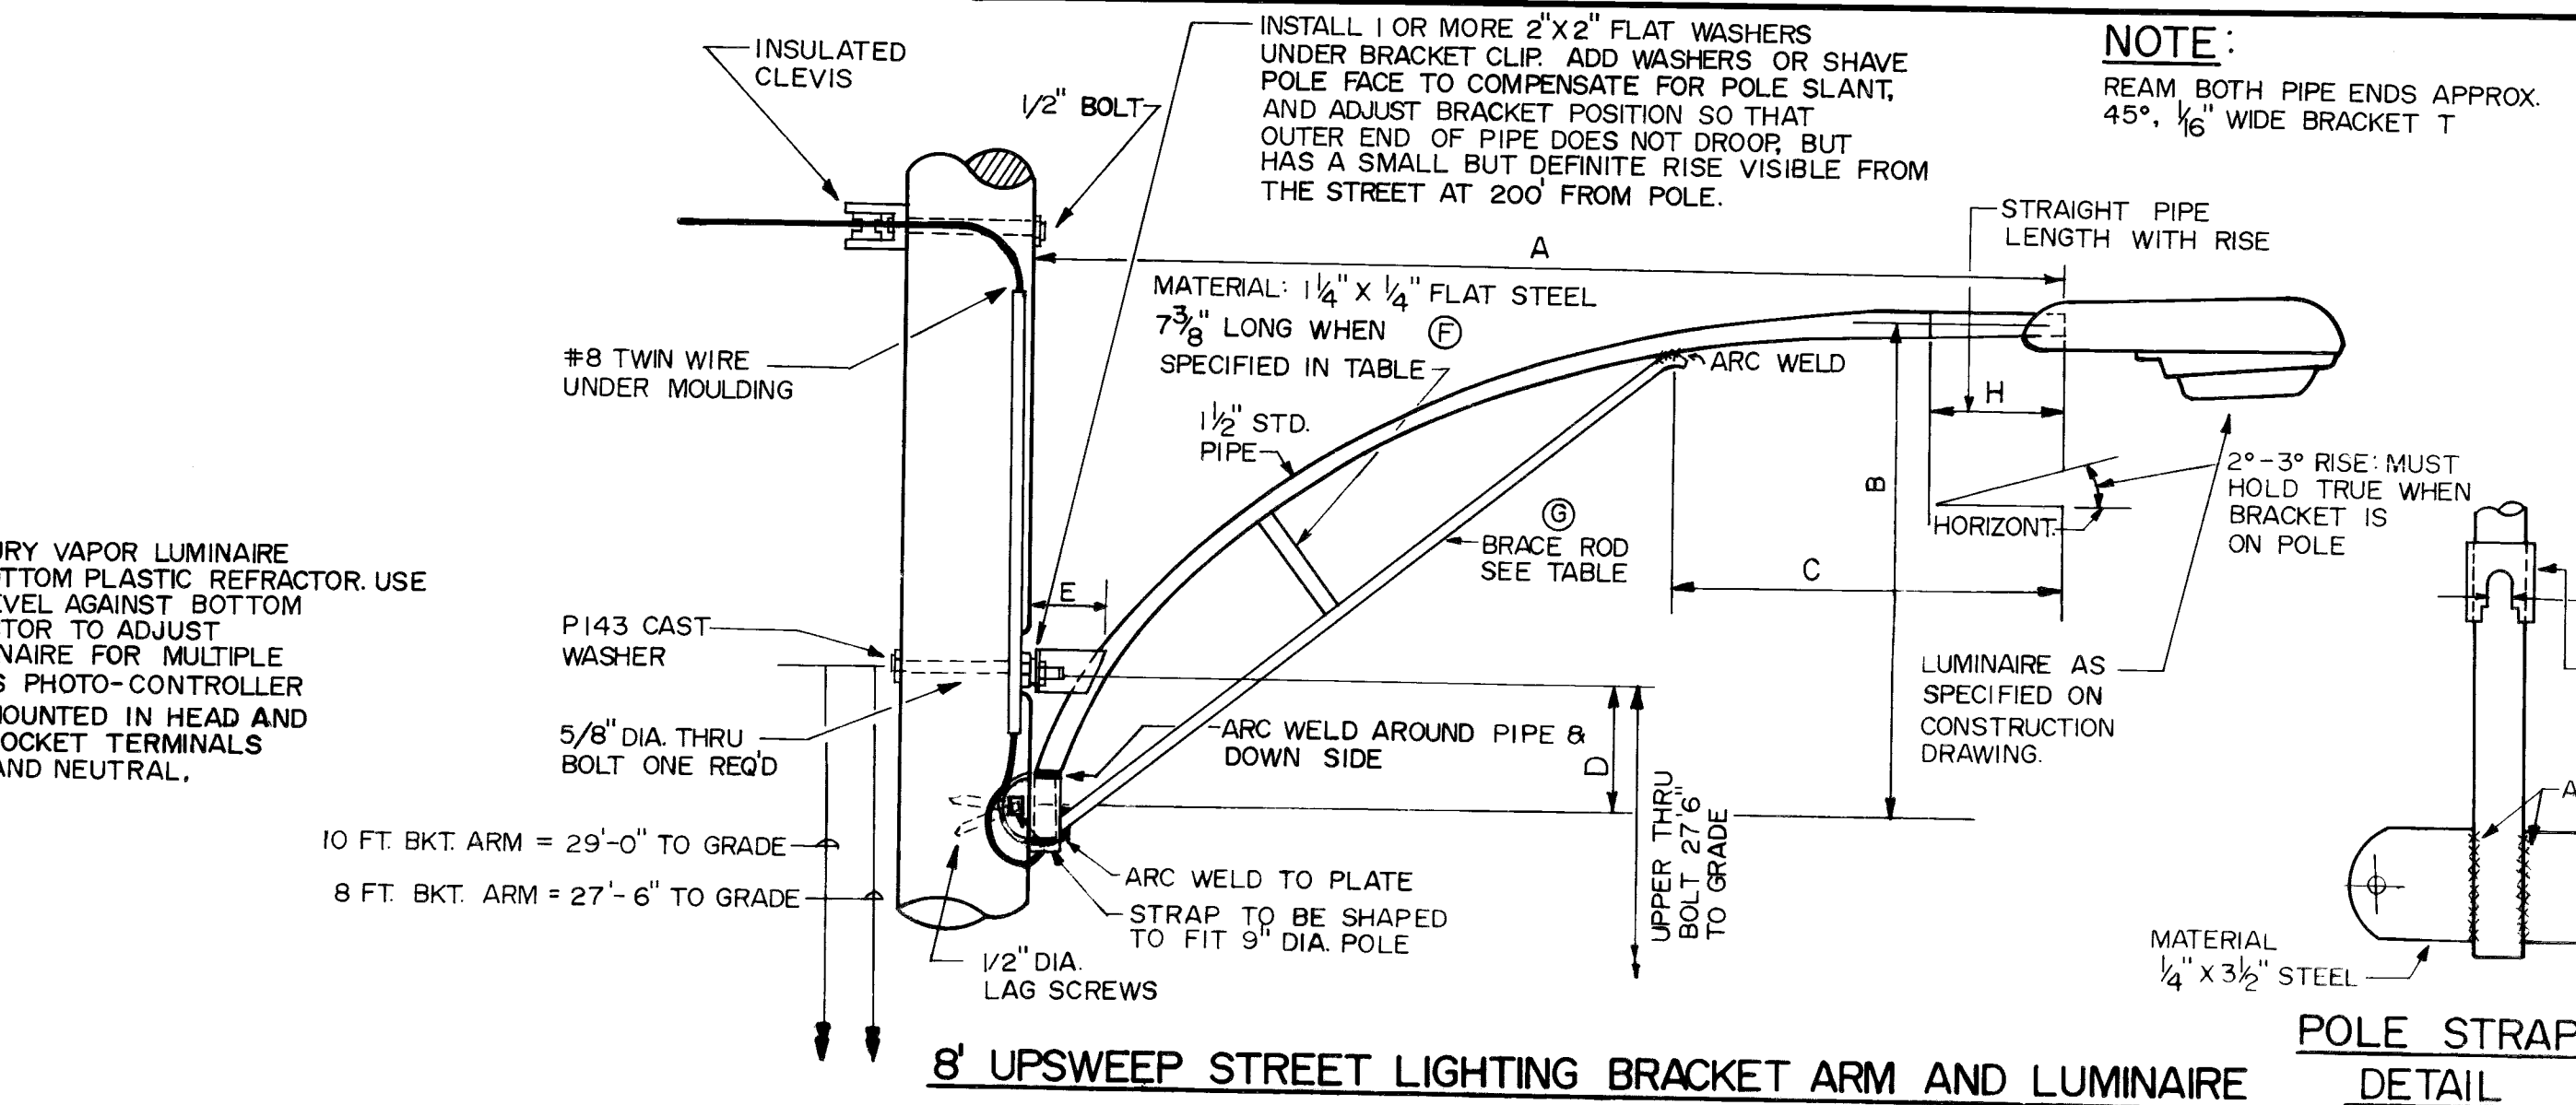 INSULATED
CLEVIS
1/2" BOLT
INSTALL 1 OR MORE 2"X2" FLAT WASHERS
UNDER BRACKET CLIP. ADD WASHERS OR SHAVE
POLE FACE TO COMPENSATE FOR POLE SLANT,
AND ADJUST BRACKET POSITION SO THAT
OUTER END OF PIPE DOES NOT DROOP, BUT
HAS A SMALL BUT DEFINITE RISE VISIBLE FROM
THE STREET AT 200' FROM POLE.
NOTE:
REAM BOTH PIPE ENDS APPROX.
45°, 1/16" WIDE BRACKET T
STRAIGHT PIPE
LENGTH WITH RISE
A
MATERIAL: 1 1/4" X 1/4" FLAT STEEL
7 3/8" LONG WHEN F
SPECIFIED IN TABLE
#8 TWIN WIRE
UNDER MOULDING
ARC WELD
1 1/2" STD.
PIPE
H
B
2°-3° RISE: MUST
HOLD TRUE WHEN
BRACKET IS
ON POLE
HORIZONT.
G
BRACE ROD
SEE TABLE
C
E
URY VAPOR LUMINAIRE
OTTOM PLASTIC REFRACTOR. USE
EVEL AGAINST BOTTOM
CTOR TO ADJUST
NAIRE FOR MULTIPLE
S PHOTO-CONTROLLER
MOUNTED IN HEAD AND
OCKET TERMINALS
AND NEUTRAL.
P143 CAST
WASHER
5/8" DIA. THRU
BOLT ONE REQ'D
ARC WELD AROUND PIPE &
DOWN SIDE
D
UPPER THRU
BOLT 27'6"
TO GRADE
LUMINAIRE AS
SPECIFIED ON
CONSTRUCTION
DRAWING.
10 FT. BKT. ARM = 29'-0" TO GRADE
8 FT. BKT. ARM = 27'-6" TO GRADE
ARC WELD TO PLATE
STRAP TO BE SHAPED
TO FIT 9" DIA. POLE
1/2" DIA.
LAG SCREWS
A
MATERIAL
1/4" X 3 1/2" STEEL
POLE STRAP
DETAIL
8' UPSWEEP STREET LIGHTING BRACKET ARM AND LUMINAIRE